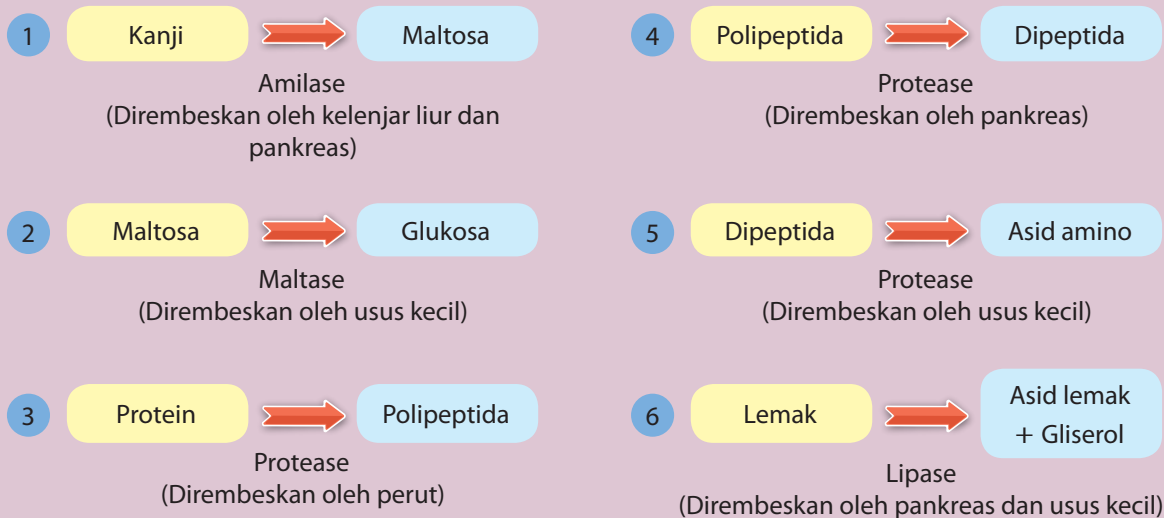 1 Kanji Maltosa
Amilase
(Dirembeskan oleh kelenjar liur dan
pankreas)
2 Maltosa Glukosa
Maltase
(Dirembeskan oleh usus kecil)
3 Protein Polipeptida
Protease
(Dirembeskan oleh perut)
4 Polipeptida Dipeptida
Protease
(Dirembeskan oleh pankreas)
5 Dipeptida Asid amino
Protease
(Dirembeskan oleh usus kecil)
6 Lemak Asid lemak
+ Gliserol
Lipase
(Dirembeskan oleh pankreas dan usus kecil)